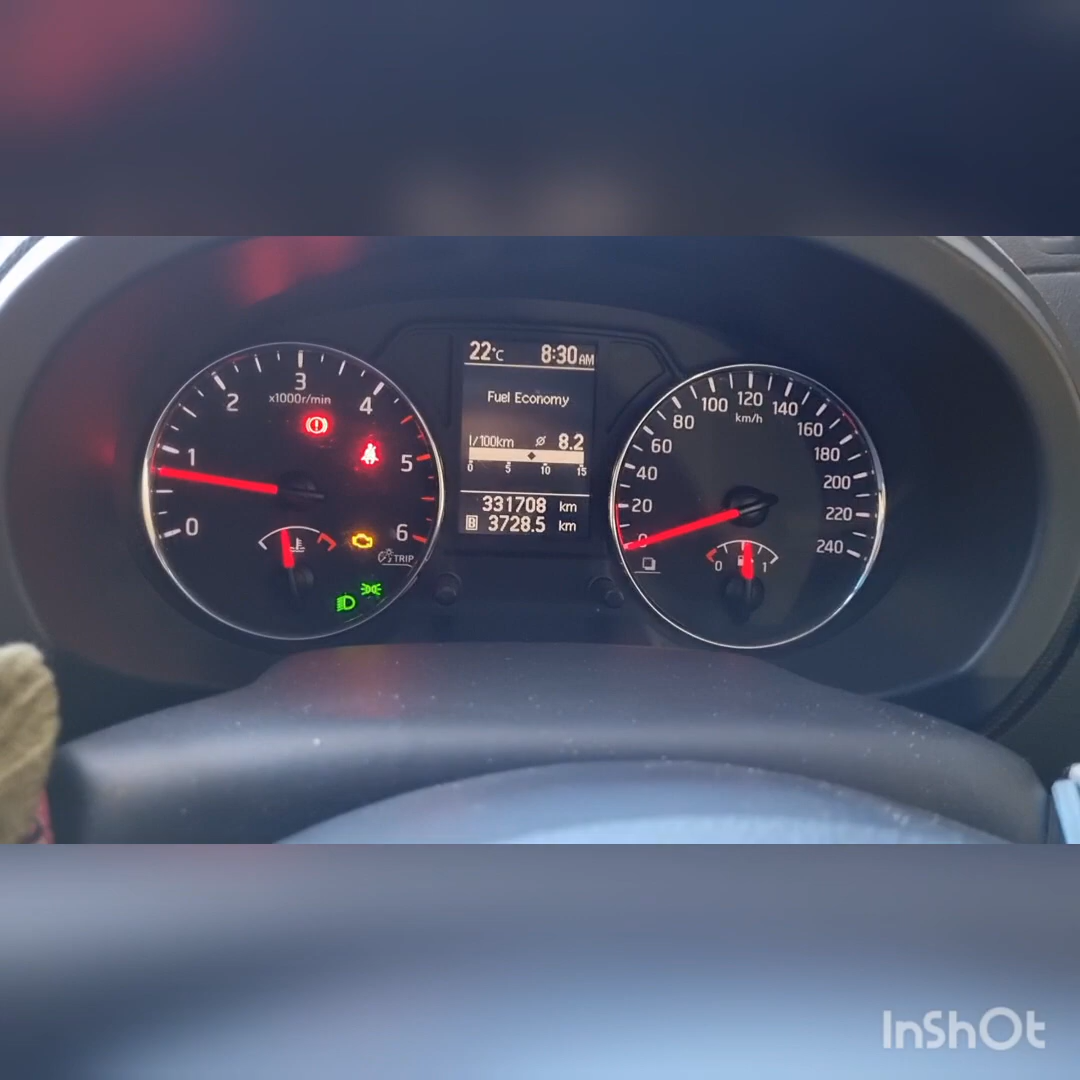 22°C 8:30 AM
Fuel Economy
l/100km ø 8.2
0 5 10 15
331708 km
B 3728.5 km
0 1 2 3 4 5 6
x1000r/min
TRIP
0 20 40 60 80 100 120 140 160 180 200 220 240
km/h
0 1
InShOt